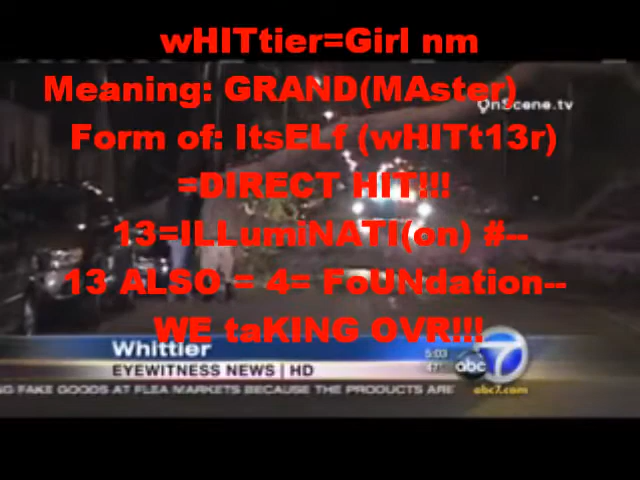 wHITtier=Girl nm
Meaning: GRAND(MAster)
OnScene.tv
Form of: ItsELf (wHITt13r)
=DIRECT HIT!!!
13=ILLumiNATI(on) #--
13 ALSO = 4= FoUNdation--
WE taKING OVR!!!
Whittier
5:03
47°
abc 7
EYEWITNESS NEWS | HD
NG FAKE GOODS AT FLEA MARKETS BECAUSE THE PRODUCTS ARE
abc7.com